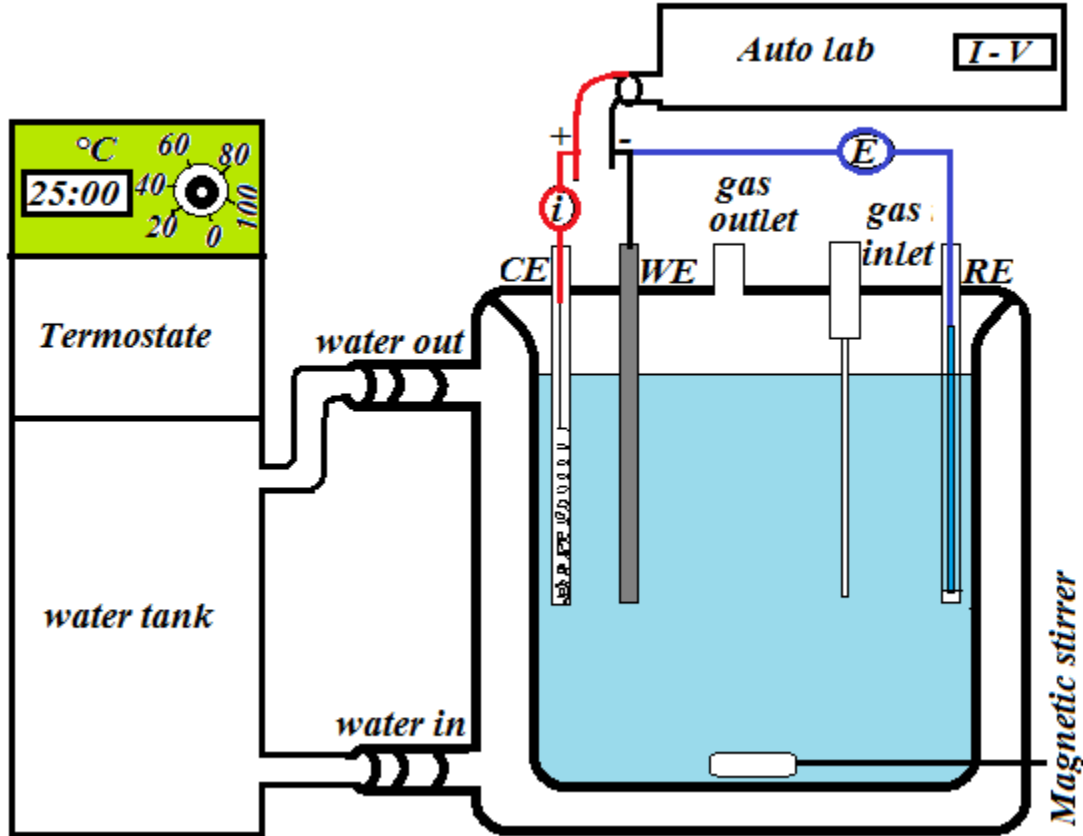 Auto lab
I - V
°C
25:00
60
80
40
100
20
0
+
-
i
E
gas
outlet
gas
inlet
CE
WE
RE
Termostate
water out
water tank
water in
Magnetic stirrer